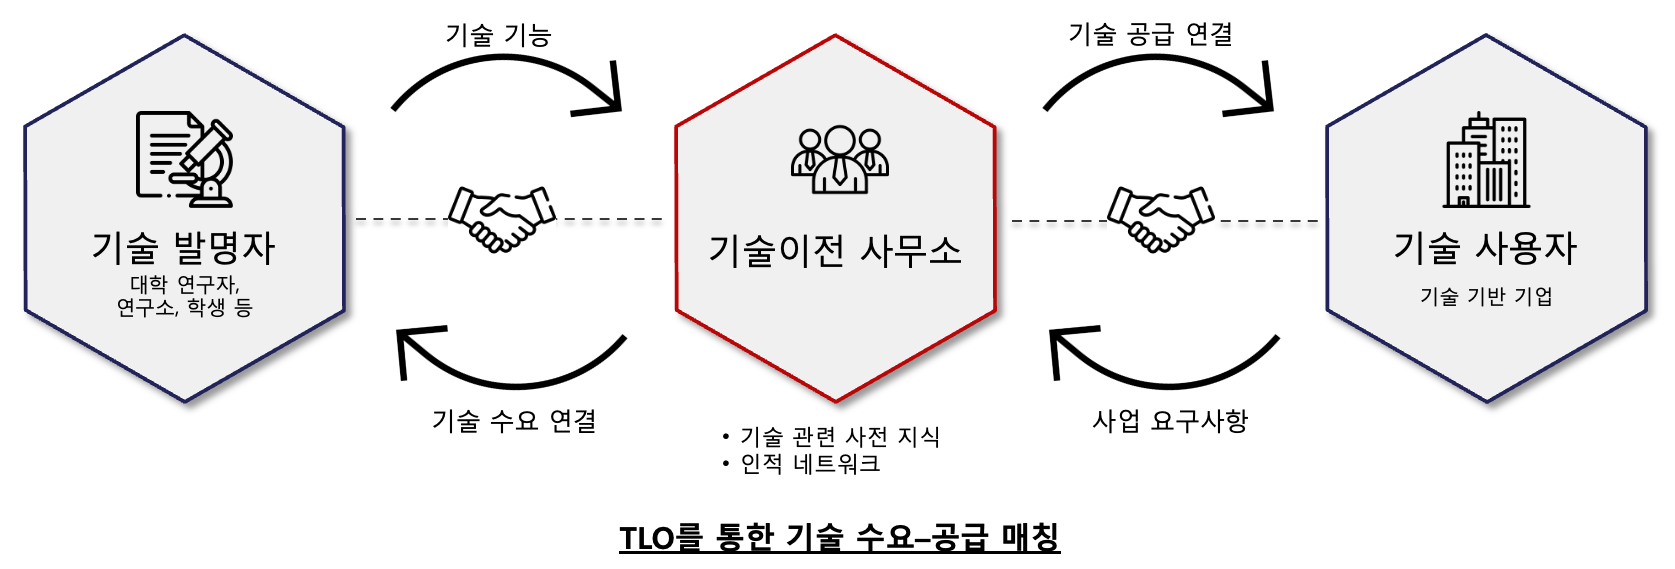 기술 기능
기술 공급 연결
기술 발명자
대학 연구자,
연구소, 학생 등
기술이전 사무소
기술 사용자
기술 기반 기업
기술 수요 연결
사업 요구사항
• 기술 관련 사전 지식
• 인적 네트워크
TLO를 통한 기술 수요–공급 매칭